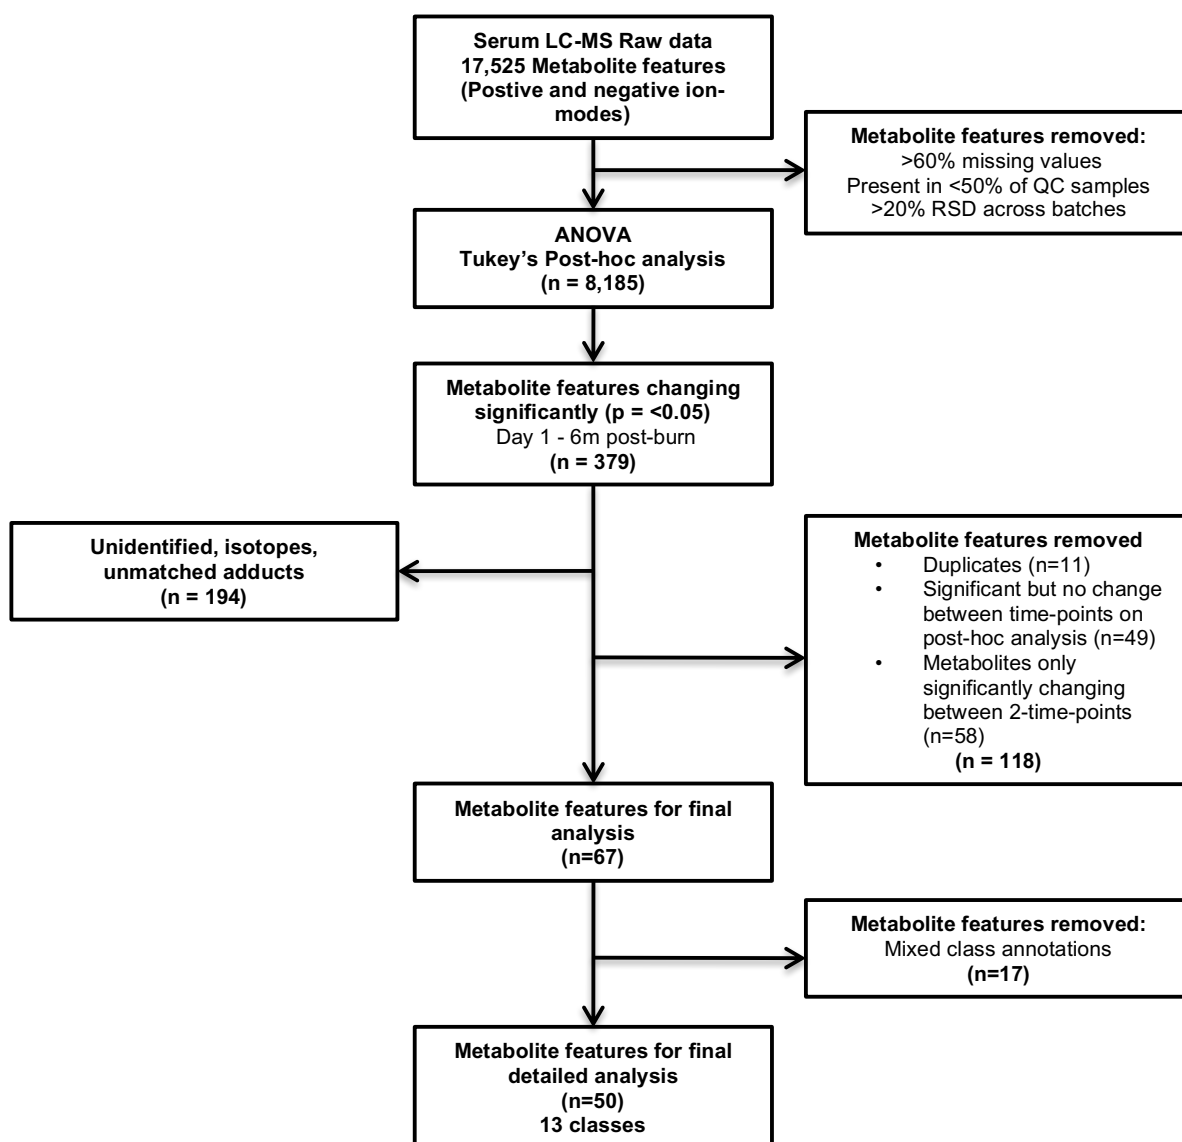 Serum LC-MS Raw data
17,525 Metabolite features
(Postive and negative ion-
modes)
Metabolite features removed:
>60% missing values
Present in <50% of QC samples
>20% RSD across batches
ANOVA
Tukey’s Post-hoc analysis
(n = 8,185)
Metabolite features changing
significantly (p = <0.05)
Day 1 - 6m post-burn
(n = 379)
Unidentified, isotopes,
unmatched adducts
(n = 194)
Metabolite features removed
• Duplicates (n=11)
• Significant but no change
between time-points on
post-hoc analysis (n=49)
• Metabolites only
significantly changing
between 2-time-points
(n=58)
(n = 118)
Metabolite features for final
analysis
(n=67)
Metabolite features removed:
Mixed class annotations
(n=17)
Metabolite features for final
detailed analysis
(n=50)
13 classes